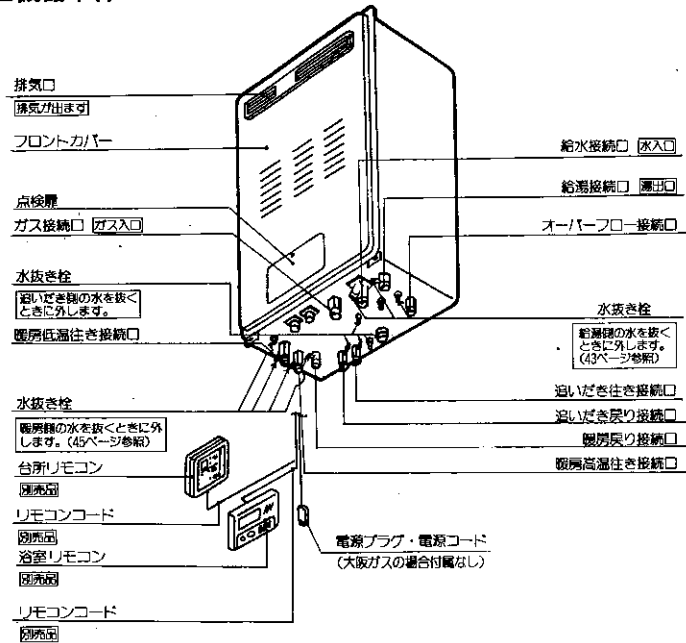 排気口
排気が出ます
フロントカバー
点検扉
ガス接続口 ガス入口
水抜き栓
追いだき側の水を抜く
ときに外します。
暖房低温往き接続口
水抜き栓
暖房側の水を抜くときに外
します。(45ページ参照)
台所リモコン
別売品
リモコンコード
別売品
浴室リモコン
別売品
リモコンコード
別売品
給水接続口 水入口
給湯接続口 湯出口
オーバーフロー接続口
水抜き栓
給湯側の水を抜く
ときに外します。
(43ページ参照)
追いだき往き接続口
追いだき戻り接続口
暖房戻り接続口
暖房高温往き接続口
電源プラグ・電源コード
(大阪ガスの場合付属なし)